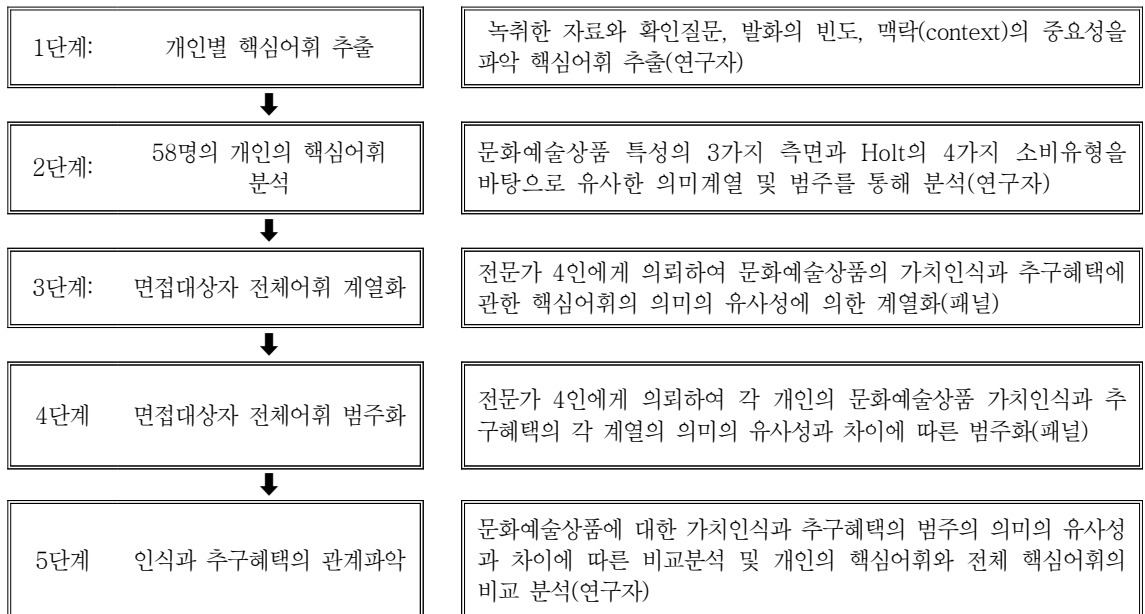 1단계: 개인별 핵심어휘 추출
녹취한 자료와 확인질문, 발화의 빈도, 맥락(context)의 중요성을
파악 핵심어휘 추출(연구자)
2단계: 58명의 개인의 핵심어휘
분석
문화예술상품 특성의 3가지 측면과 Holt의 4가지 소비유형을
바탕으로 유사한 의미계열 및 범주를 통해 분석(연구자)
3단계: 면접대상자 전체어휘 계열화
전문가 4인에게 의뢰하여 문화예술상품의 가치인식과 추구혜택에
관한 핵심어휘의 의미의 유사성에 의한 계열화(패널)
4단계 면접대상자 전체어휘 범주화
전문가 4인에게 의뢰하여 각 개인의 문화예술상품 가치인식과 추
구혜택의 각 계열의 의미의 유사성과 차이에 따른 범주화(패널)
5단계 인식과 추구혜택의 관계파악
문화예술상품에 대한 가치인식과 추구혜택의 범주의 의미의 유사성
과 차이에 따른 비교분석 및 개인의 핵심어휘와 전체 핵심어휘의
비교 분석(연구자)